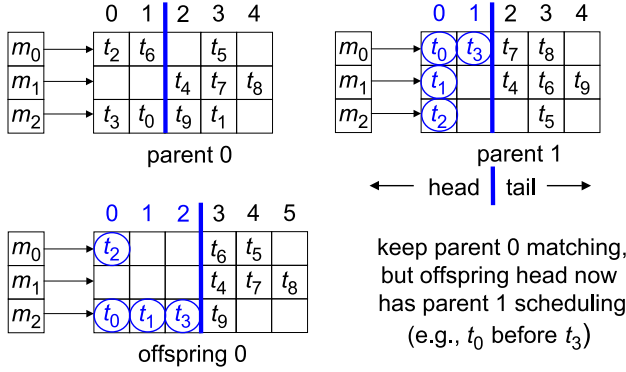 0 1 2 3 4
m0 t2 t6 t5
m1 t4 t7 t8
m2 t3 t0 t9 t1
parent 0
0 1 2 3 4
m0 t0 t3 t7 t8
m1 t1 t4 t6 t9
m2 t2 t5
parent 1
head tail
0 1 2 3 4 5
m0 t2 t6 t5
m1 t4 t7 t8
m2 t0 t1 t3 t9
offspring 0
keep parent 0 matching,
but offspring head now
has parent 1 scheduling
(e.g., t0 before t3)